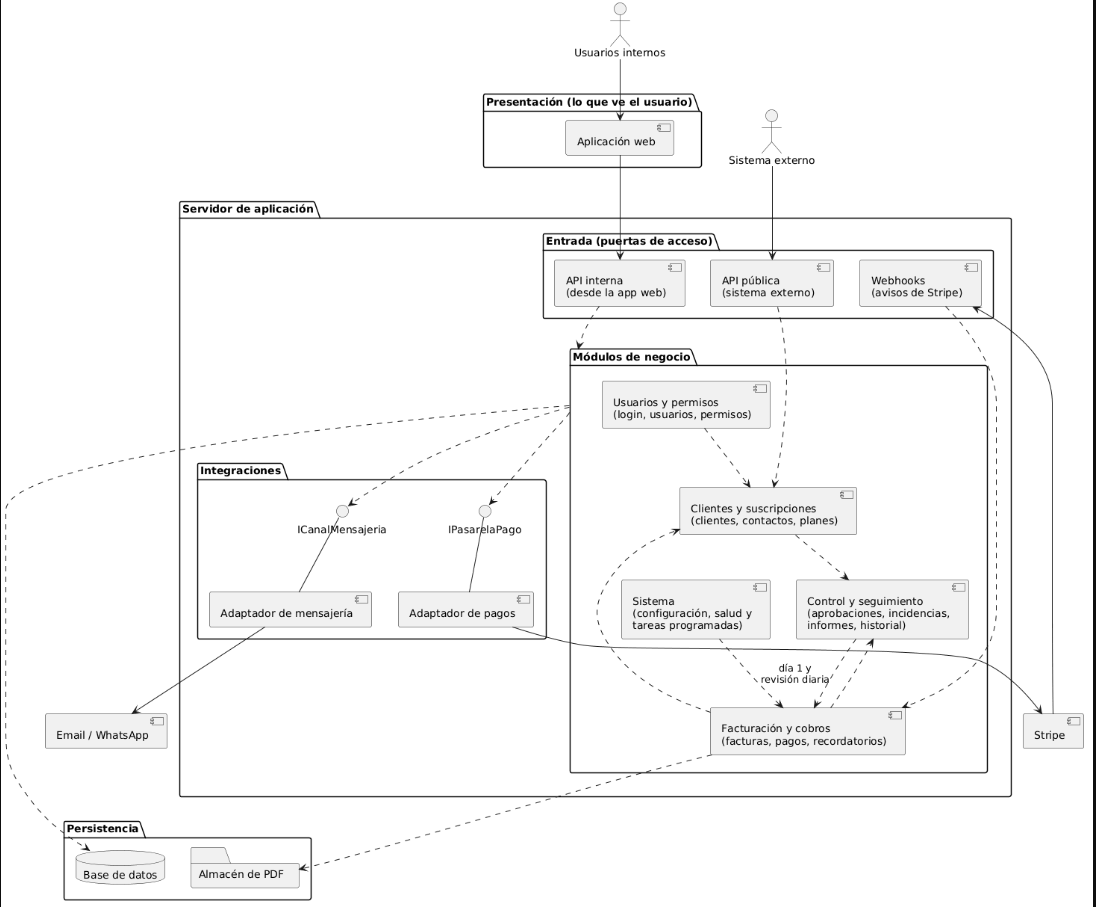 Usuarios internos
Presentación (lo que ve el usuario)
Aplicación web
Sistema externo
Servidor de aplicación
Entrada (puertas de acceso)
API interna
(desde la app web)
API pública
(sistema externo)
Webhooks
(avisos de Stripe)
Módulos de negocio
Usuarios y permisos
(login, usuarios, permisos)
Integraciones
ICanalMensajeria
IPasarelaPago
Clientes y suscripciones
(clientes, contactos, planes)
Adaptador de mensajería
Adaptador de pagos
Sistema
(configuración, salud y
tareas programadas)
Control y seguimiento
(aprobaciones, incidencias,
informes, historial)
día 1 y
revisión diaria
Email / WhatsApp
Facturación y cobros
(facturas, pagos, recordatorios)
Stripe
Persistencia
Base de datos
Almacén de PDF